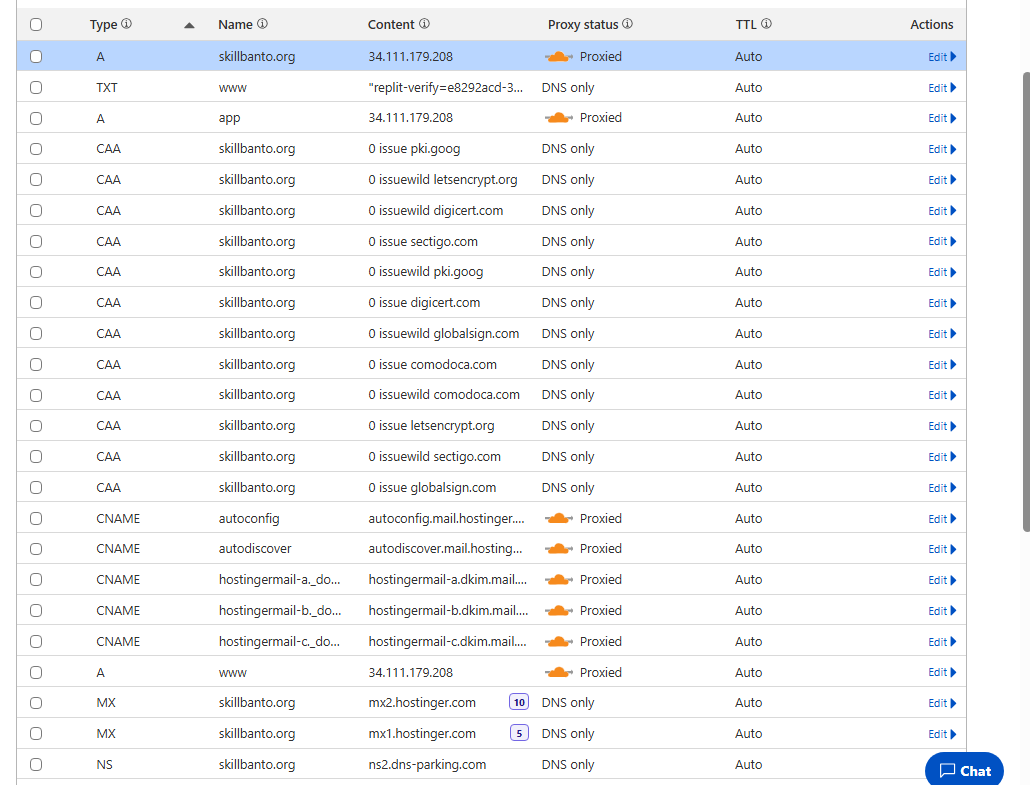 Type Name Content Proxy status TTL Actions
A skillbanto.org 34.111.179.208 Proxied Auto Edit
TXT www "replit-verify=e8292acd-3... DNS only Auto Edit
A app 34.111.179.208 Proxied Auto Edit
CAA skillbanto.org 0 issue pki.goog DNS only Auto Edit
CAA skillbanto.org 0 issuewild letsencrypt.org DNS only Auto Edit
CAA skillbanto.org 0 issuewild digicert.com DNS only Auto Edit
CAA skillbanto.org 0 issue sectigo.com DNS only Auto Edit
CAA skillbanto.org 0 issuewild pki.goog DNS only Auto Edit
CAA skillbanto.org 0 issue digicert.com DNS only Auto Edit
CAA skillbanto.org 0 issuewild globalsign.com DNS only Auto Edit
CAA skillbanto.org 0 issue comodoca.com DNS only Auto Edit
CAA skillbanto.org 0 issuewild comodoca.com DNS only Auto Edit
CAA skillbanto.org 0 issue letsencrypt.org DNS only Auto Edit
CAA skillbanto.org 0 issuewild sectigo.com DNS only Auto Edit
CAA skillbanto.org 0 issue globalsign.com DNS only Auto Edit
CNAME autoconfig autoconfig.mail.hostinger.... Proxied Auto Edit
CNAME autodiscover autodiscover.mail.hosting... Proxied Auto Edit
CNAME hostingermail-a._do... hostingermail-a.dkim.mail.... Proxied Auto Edit
CNAME hostingermail-b._do... hostingermail-b.dkim.mail.... Proxied Auto Edit
CNAME hostingermail-c._do... hostingermail-c.dkim.mail.... Proxied Auto Edit
A www 34.111.179.208 Proxied Auto Edit
MX skillbanto.org mx2.hostinger.com 10 DNS only Auto Edit
MX skillbanto.org mx1.hostinger.com 5 DNS only Auto Edit
NS skillbanto.org ns2.dns-parking.com DNS only Auto
Chat